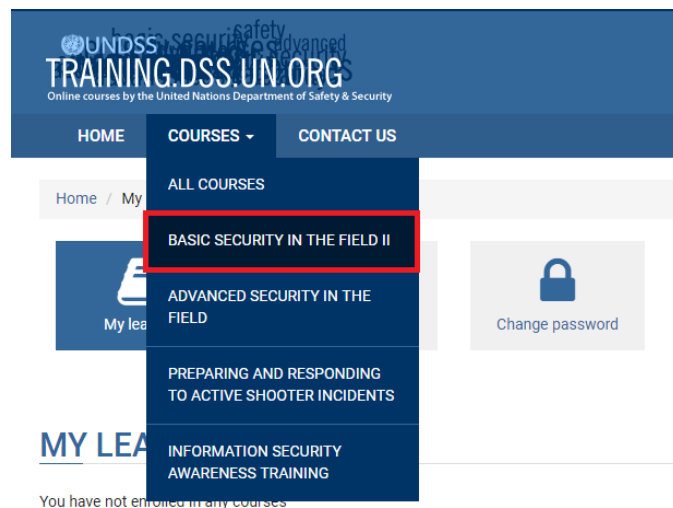 UNDSS
TRAINING.DSS.UN.ORG
Online courses by the United Nations Department of Safety & Security
HOME COURSES CONTACT US
Home / My
ALL COURSES
BASIC SECURITY IN THE FIELD II
ADVANCED SECURITY IN THE
FIELD
My lea
Change password
PREPARING AND RESPONDING
TO ACTIVE SHOOTER INCIDENTS
MY LEA
INFORMATION SECURITY
AWARENESS TRAINING
You have not enrolled in any courses